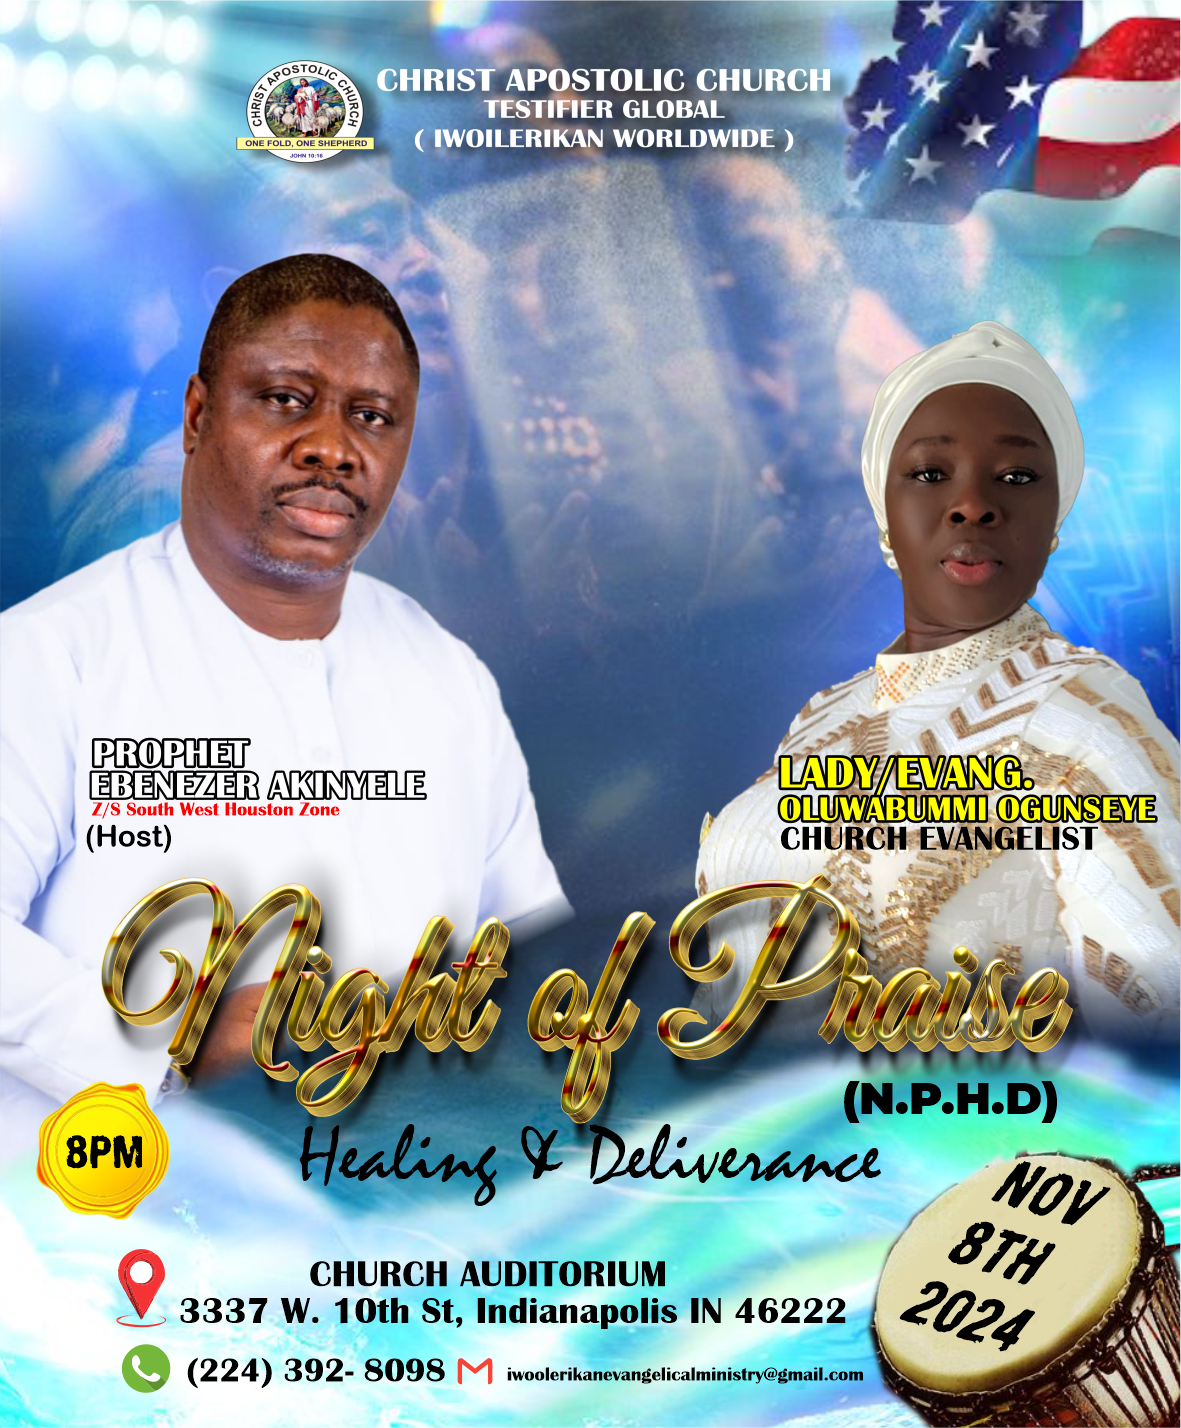 CHRIST APOSTOLIC CHURCH
ONE FOLD, ONE SHEPHERD
JOHN 10:16
CHRIST APOSTOLIC CHURCH
TESTIFIER GLOBAL
( IWOILERIKAN WORLDWIDE )
PROPHET
EBENEZER AKINYELE
Z/S South West Houston Zone
(Host)
LADY/EVANG.
OLUWABUMMI OGUNSEYE
CHURCH EVANGELIST
Night of Praise
(N.P.H.D)
Healing & Deliverance
8PM
NOV
8TH
2024
CHURCH AUDITORIUM
3337 W. 10th St, Indianapolis IN 46222
(224) 392- 8098
iwoolerikanevangelicalministry@gmail.com